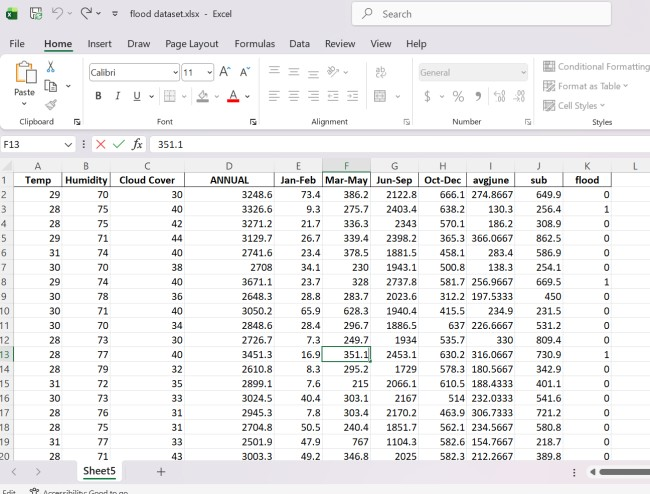 flood dataset.xlsx - Excel
Search
File Home Insert Draw Page Layout Formulas Data Review View Help
Calibri 11 A^ Aˇ ab General Conditional Formatting
Paste B I U A $ % 9 Format as Table
Cell Styles
Clipboard Font Alignment Number Styles
F13 fx 351.1
A B C D E F G H I J K L
1 Temp Humidity Cloud Cover ANNUAL Jan-Feb Mar-May Jun-Sep Oct-Dec avgjune sub flood
2 29 70 30 3248.6 73.4 386.2 2122.8 666.1 274.8667 649.9 0
3 28 75 40 3326.6 9.3 275.7 2403.4 638.2 130.3 256.4 1
4 28 75 42 3271.2 21.7 336.3 2343 570.1 186.2 308.9 0
5 29 71 44 3129.7 26.7 339.4 2398.2 365.3 366.0667 862.5 0
6 31 74 40 2741.6 23.4 378.5 1881.5 458.1 283.4 586.9 0
7 30 70 38 2708 34.1 230 1943.1 500.8 138.3 254.1 0
8 29 74 40 3671.1 23.7 328 2737.8 581.7 256.9667 669.5 1
9 30 78 36 2648.3 28.8 283.7 2023.6 312.2 197.5333 450 0
10 30 71 40 3050.2 65.9 628.3 1940.4 415.5 234.9 231.5 0
11 30 70 34 2848.6 28.4 296.7 1886.5 637 226.6667 531.2 0
12 28 73 30 2726.7 7.3 249.7 1934 535.7 330 809.4 0
13 28 77 40 3451.3 16.9 351.1 2453.1 630.2 316.0667 730.9 1
14 28 79 32 2610.8 8.3 295.2 1729 578.3 180.5667 342.9 0
15 31 72 35 2899.1 7.6 215 2066.1 610.5 188.4333 401.1 0
16 30 73 33 3024.5 40.4 303.1 2167 514 232.0333 541.6 0
17 28 76 31 2945.3 7.8 303.4 2170.2 463.9 306.7333 721.2 0
18 28 75 31 2704.8 50.5 240.4 1851.7 562.1 234.5667 580.8 0
19 31 77 33 2501.9 47.9 767 1104.3 582.6 154.7667 218.7 0
20 28 71 43 3003.3 49.2 346.8 2025 582.3 212.2667 389.8 0
Sheet5
Edit Accessibility: Good to go